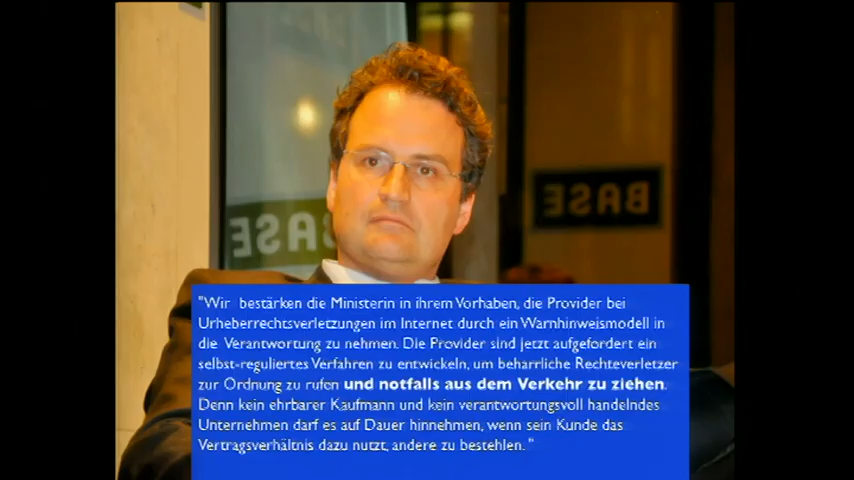 BASE
BASE
"Wir bestärken die Ministerin in ihrem Vorhaben, die Provider bei
Urheberrechtsverletzungen im Internet durch ein Warnhinweismodell in
die Verantwortung zu nehmen. Die Provider sind jetzt aufgefordert ein
selbst-reguliertes Verfahren zu entwickeln, um beharrliche Rechteverletzer
zur Ordnung zu rufen und notfalls aus dem Verkehr zu ziehen.
Denn kein ehrbarer Kaufmann und kein verantwortungsvoll handelndes
Unternehmen darf es auf Dauer hinnehmen, wenn sein Kunde das
Vertragsverhältnis dazu nutzt, andere zu bestehlen. "